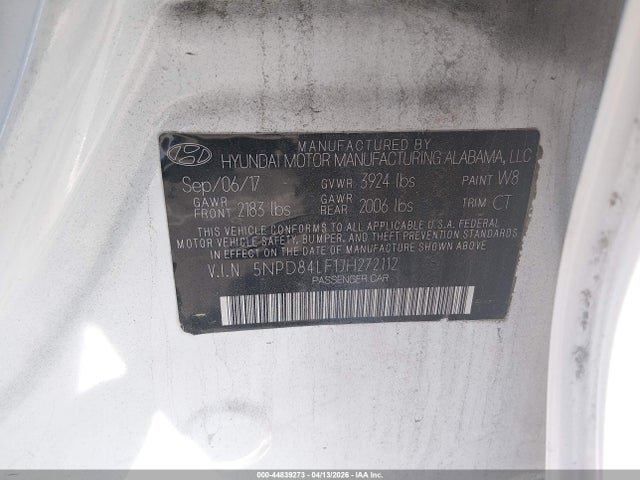 MANUFACTURED BY
HYUNDAI MOTOR MANUFACTURING ALABAMA, LLC
Sep/06/17 GVWR 3924 lbs PAINT W8
GAWR FRONT 2183 lbs GAWR REAR 2006 lbs TRIM CT
THIS VEHICLE CONFORMS TO ALL APPLICABLE U.S.A. FEDERAL
MOTOR VEHICLE SAFETY, BUMPER, AND THEFT PREVENTION
STANDARDS IN EFFECT ON THE DATE OF MANUFACTURE SHOWN ABOVE.
V.I.N 5NPD84LF1JH272112
PASSENGER CAR
000-44839273 - 04/13/2026 - IAA Inc.